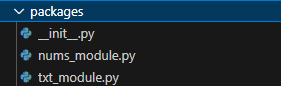 packages
__init__.py
nums_module.py
txt_module.py